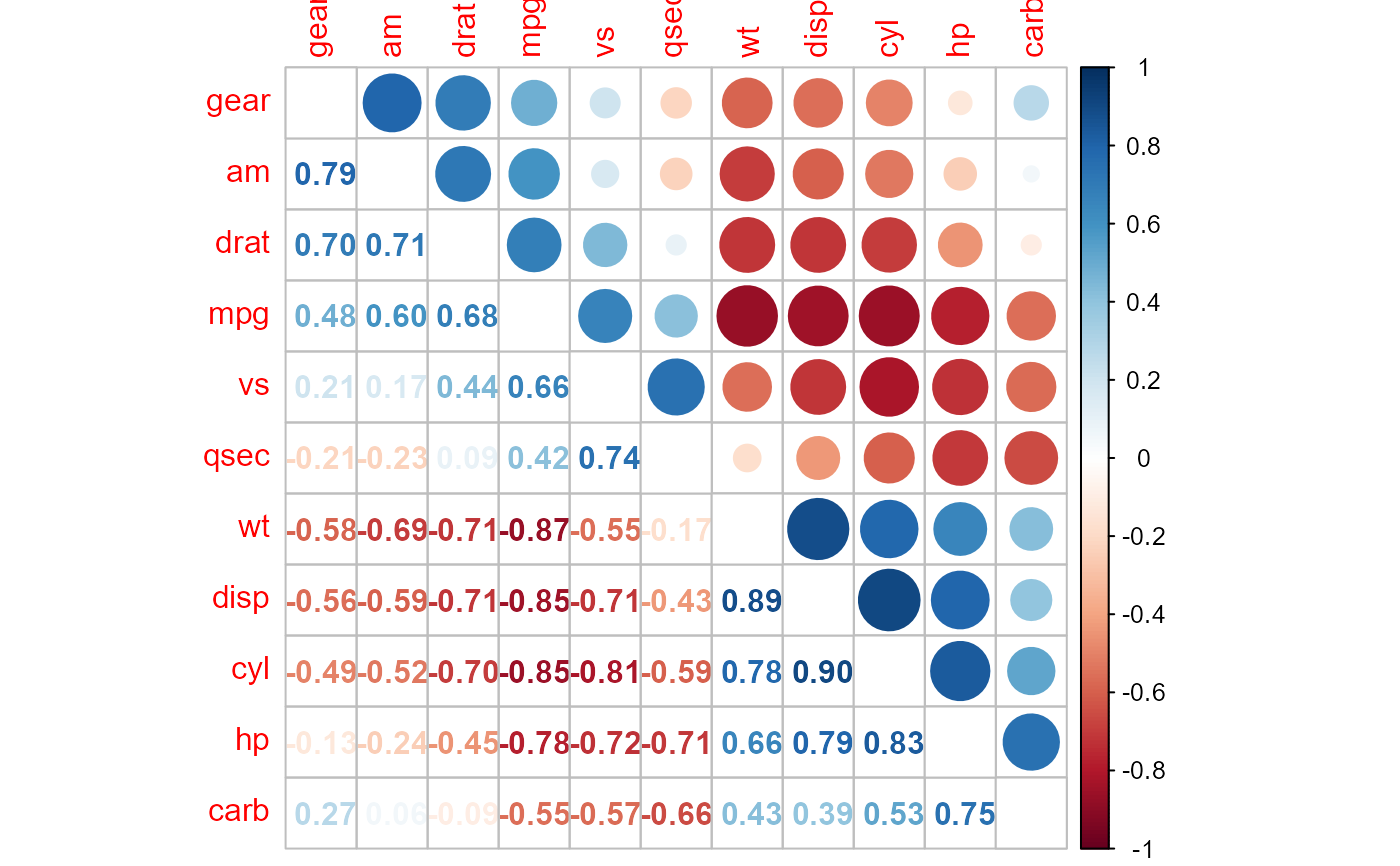 gear am drat mpg vs qsec wt disp cyl hp carb
1
gear
0.8
am 0.79
0.6
drat 0.70 0.71
0.4
mpg 0.48 0.60 0.68
0.2
vs 0.21 0.17 0.44 0.66
qsec -0.21 -0.23 0.09 0.42 0.74
0
wt -0.58 -0.69 -0.71 -0.87 -0.55 -0.17
-0.2
disp -0.56 -0.59 -0.71 -0.85 -0.71 -0.43 0.89
-0.4
cyl -0.49 -0.52 -0.70 -0.85 -0.81 -0.59 0.78 0.90
-0.6
hp -0.13 -0.24 -0.45 -0.78 -0.72 -0.71 0.66 0.79 0.83
-0.8
carb 0.27 0.06 -0.09 -0.55 -0.57 -0.66 0.43 0.39 0.53 0.75
-1